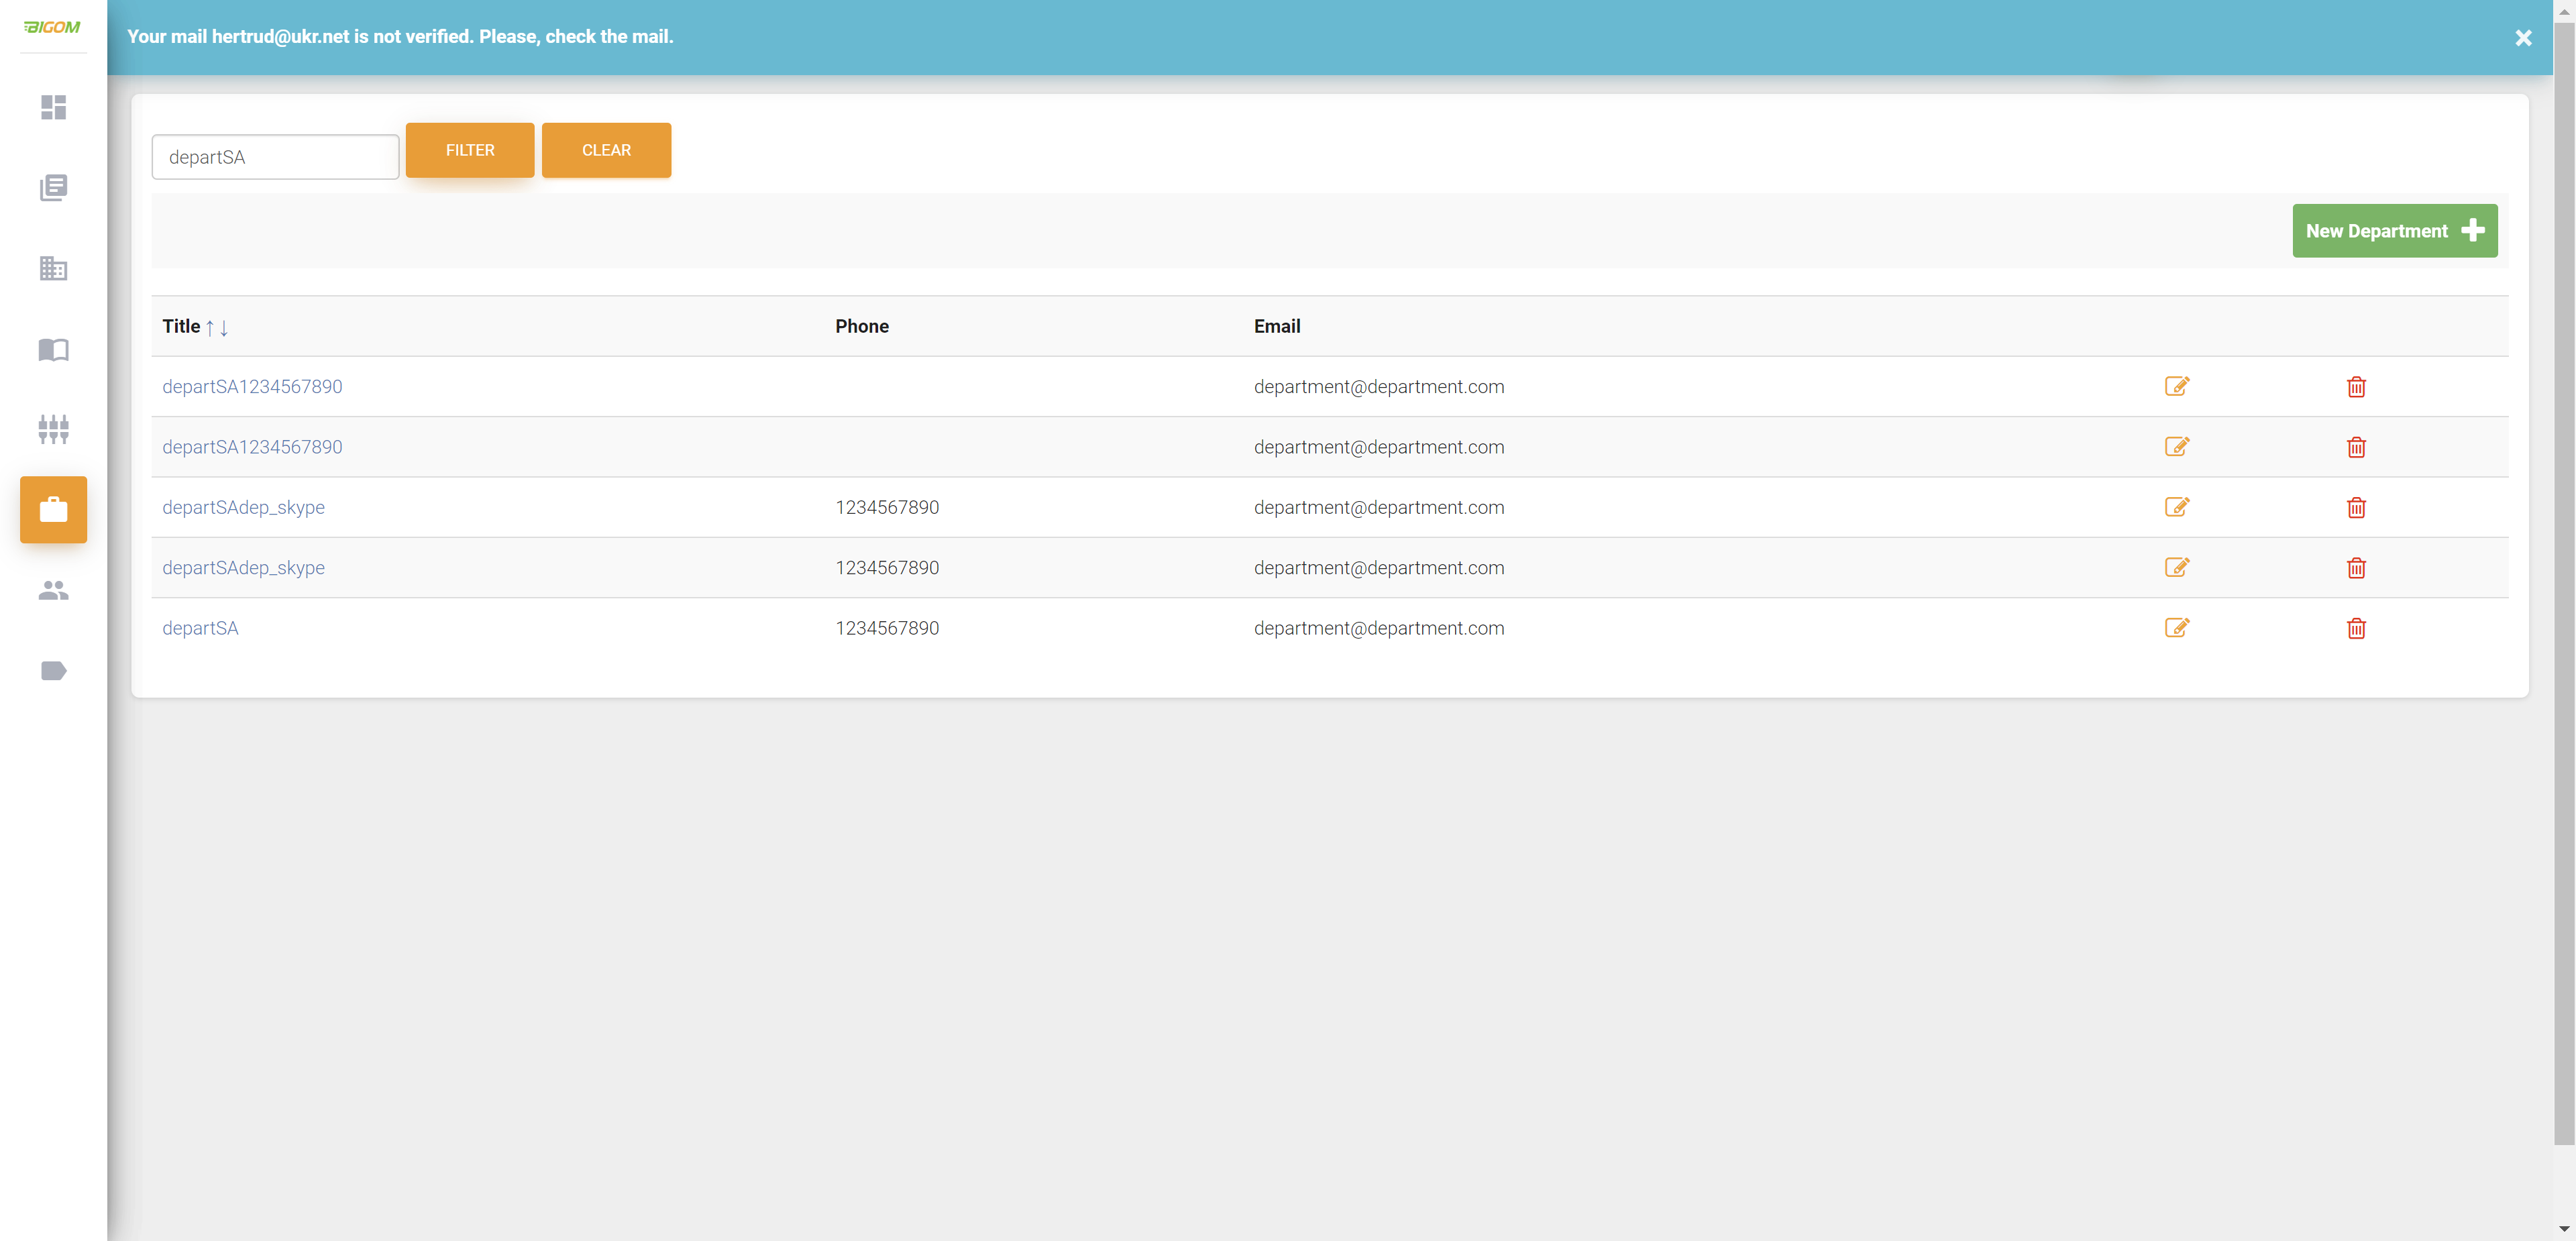 BIGOM
Your mail hertrud@ukr.net is not verified. Please, check the mail.
departSA FILTER CLEAR
New Department
Title ↑↓ Phone Email
departSA1234567890 department@department.com
departSA1234567890 department@department.com
departSAdep_skype 1234567890 department@department.com
departSAdep_skype 1234567890 department@department.com
departSA 1234567890 department@department.com